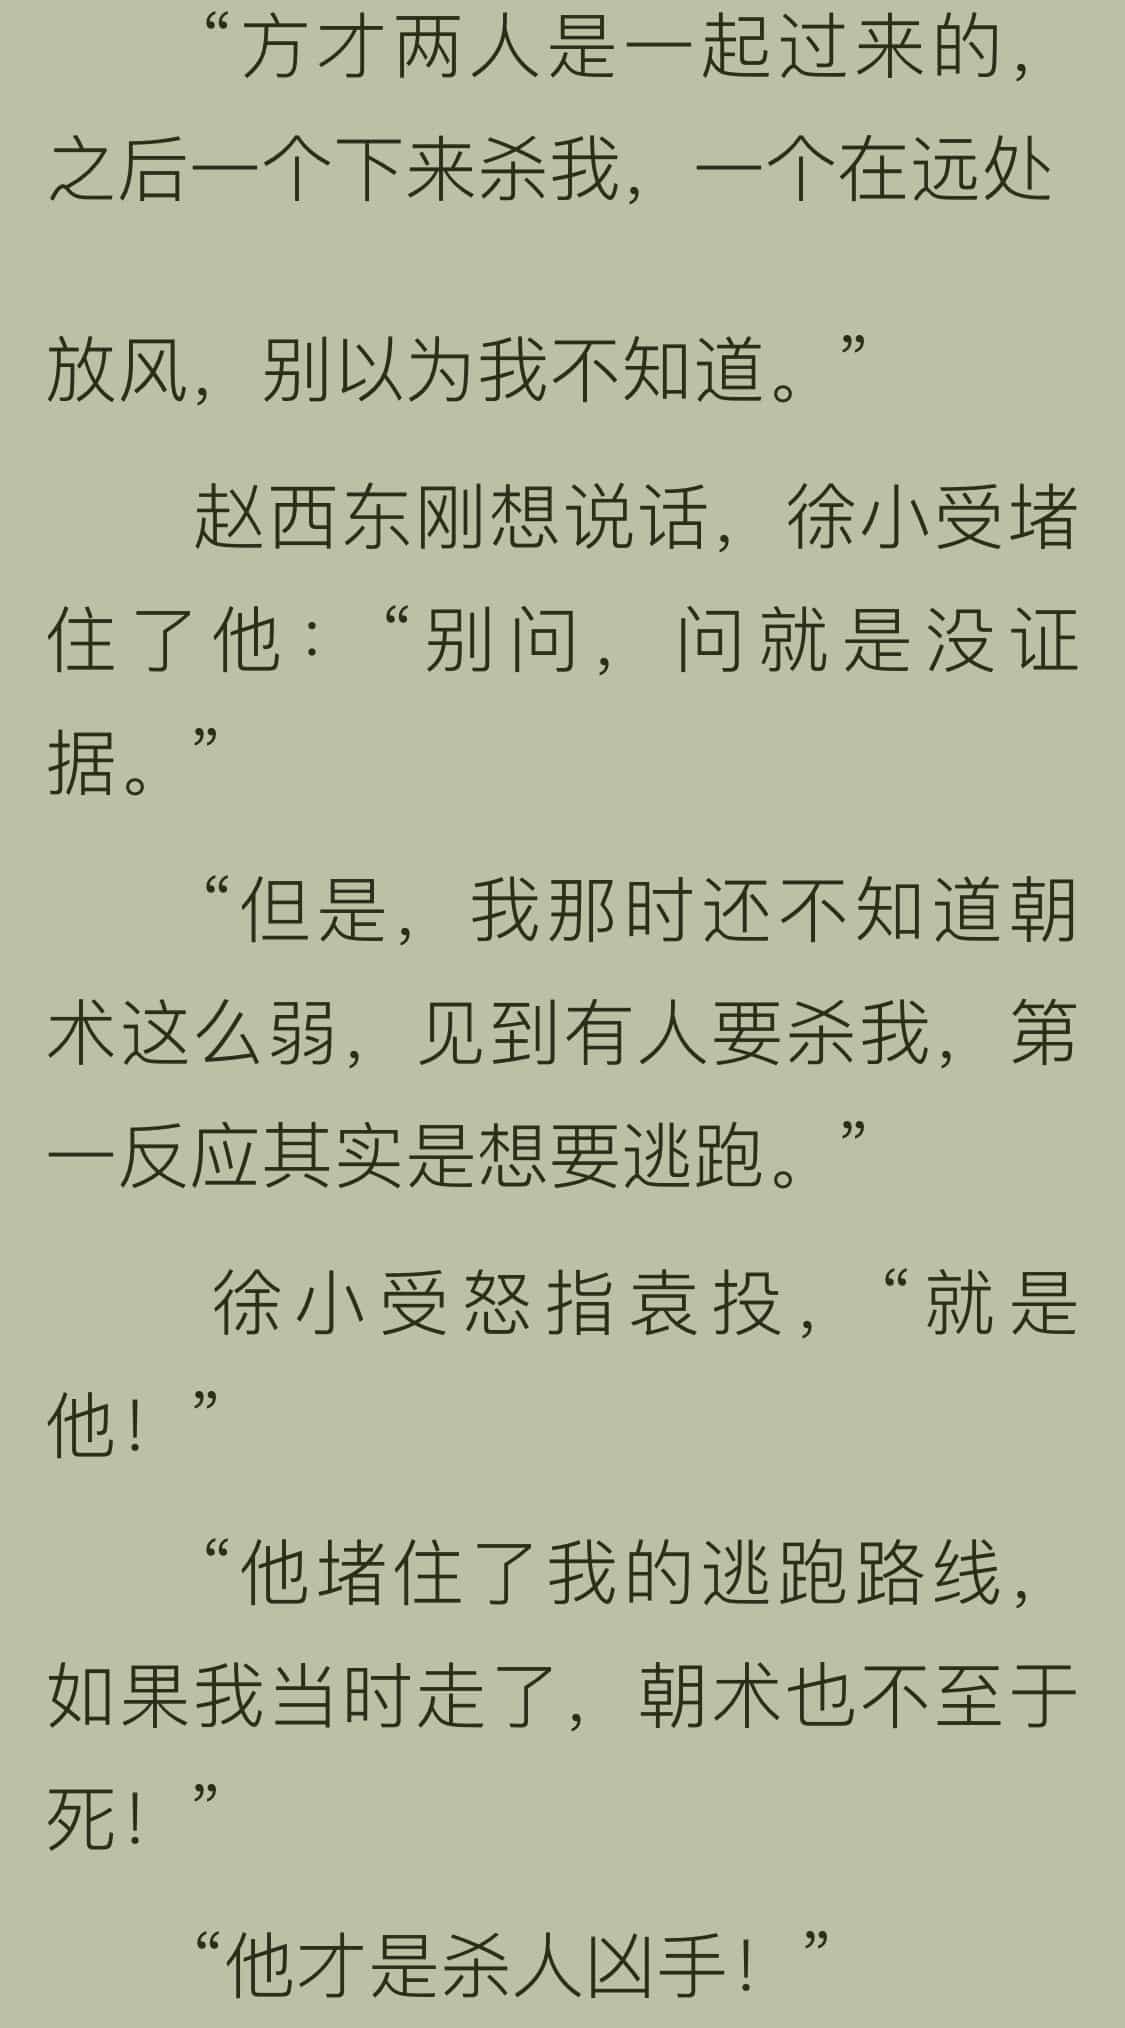 “方才两人是一起过来的，
之后一个下来杀我，一个在远处
放风，别以为我不知道。”
赵西东刚想说话，徐小受堵
住了他：“别问，问就是没证
据。”
“但是，我那时还不知道朝
术这么弱，见到有人要杀我，第
一反应其实是想要逃跑。”
徐小受怒指袁投，“就是
他！”
“他堵住了我的逃跑路线，
如果我当时走了，朝术也不至于
死！”
“他才是杀人凶手！”